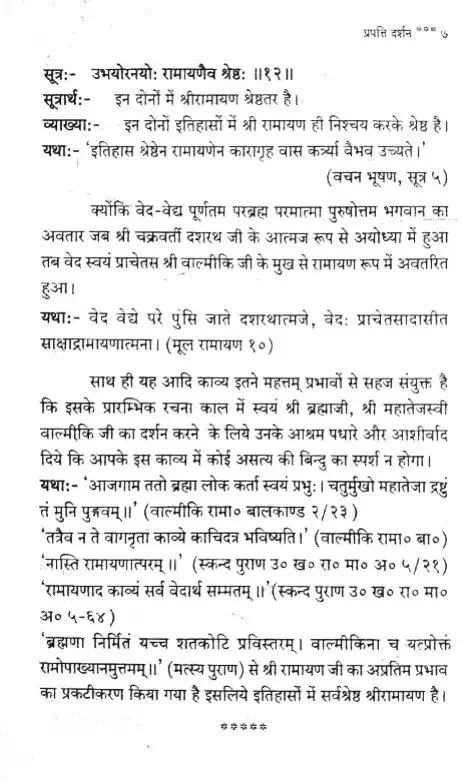 प्रपत्ति दर्शन *** ७
सूत्रः- उभयोरनयोः रामायणैव श्रेष्ठः ॥१२॥
सूत्रार्थः- इन दोनों में श्रीरामायण श्रेष्ठतर है।
व्याख्याः- इन दोनों इतिहासों में श्री रामायण ही निश्चय करके श्रेष्ठ है।
यथाः- 'इतिहास श्रेष्ठेन रामायणेन कारागृह वास कर्त्र्या वैभव उच्यते।'
(वचन भूषण, सूत्र ५)
क्योंकि वेद-वेद्य पूर्णतम परब्रह्म परमात्मा पुरुषोत्तम भगवान का
अवतार जब श्री चक्रवर्ती दशरथ जी के आत्मज रूप से अयोध्या में हुआ
तब वेद स्वयं प्राचेतस श्री वाल्मीकि जी के मुख से रामायण रूप में अवतरित
हुआ।
यथाः- वेद वेद्ये परे पुंसि जाते दशरथात्मजे, वेदः प्राचेतसादासीत
साक्षाद्रामायणात्मना। (मूल रामायण १०)
साथ ही यह आदि काव्य इतने महत्तम प्रभावों से सहज संयुक्त है
कि इसके प्रारम्भिक रचना काल में स्वयं श्री ब्रह्माजी, श्री महातेजस्वी
वाल्मीकि जी का दर्शन करने के लिये उनके आश्रम पधारे और आशीर्वाद
दिये कि आपके इस काव्य में कोई असत्य की बिन्दु का स्पर्श न होगा।
यथाः- 'आजगाम ततो ब्रह्मा लोक कर्ता स्वयं प्रभुः। चतुर्मुखो महातेजा द्रष्टुं
तं मुनि पुङ्गवम्॥' (वाल्मीकि रामा० बालकाण्ड २/२३)
'तत्रैव न ते वागनृता काव्ये काचिदत्र भविष्यति।' (वाल्मीकि रामा० बा०)
'नास्ति रामायणात्परम्॥' (स्कन्द पुराण उ० ख० रा० मा० अ० ५/२१)
'रामायणाद काव्यं सर्व वेदार्थ सम्मतम्॥' (स्कन्द पुराण उ० ख० रा० मा०
अ० ५-६४)
'ब्रह्मणा निर्मितं यच्च शतकोटि प्रविस्तरम्। वाल्मीकिना च यत्प्रोक्तं
रामोपाख्यानमुत्तमम्॥' (मत्स्य पुराण) से श्री रामायण जी का अप्रतिम प्रभाव
का प्रकटीकरण किया गया है इसलिये इतिहासों में सर्वश्रेष्ठ श्रीरामायण है।
*****